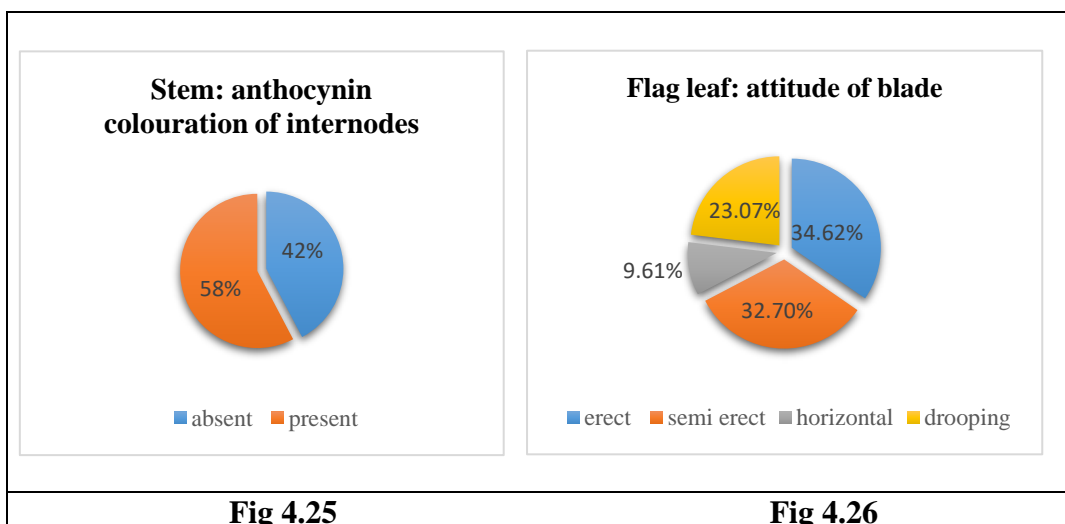 Stem: anthocynin
colouration of internodes
42%
58%
absent present
Flag leaf: attitude of blade
23.07%
34.62%
9.61%
32.70%
erect semi erect horizontal drooping
Fig 4.25
Fig 4.26